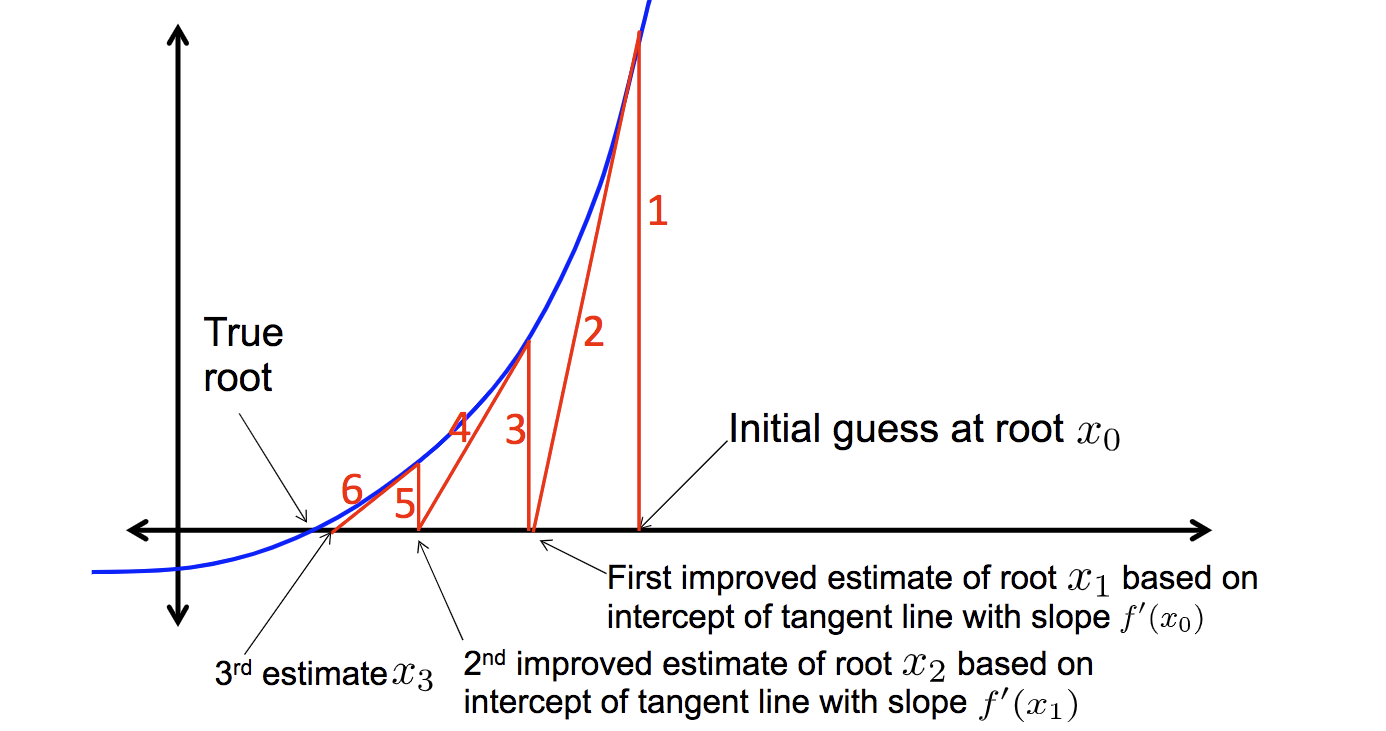 1
2
True
root
4
3
Initial guess at root x₀
6
5
First improved estimate of root x₁ based on
intercept of tangent line with slope f′(x₀)
3rd estimate x₃
2nd improved estimate of root x₂ based on
intercept of tangent line with slope f′(x₁)